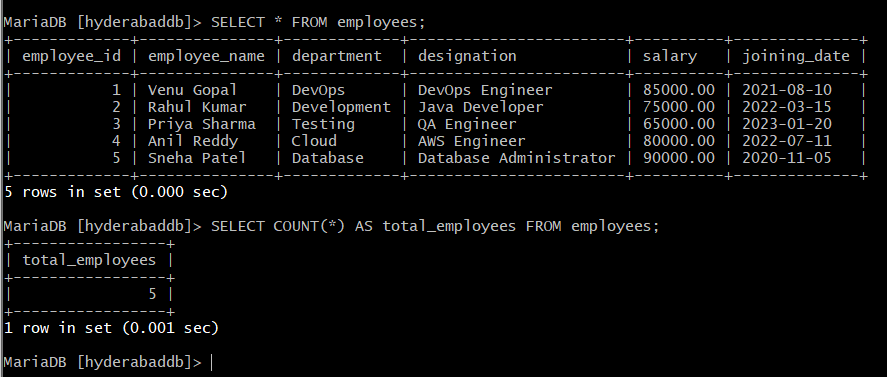 MariaDB [hyderabaddb]> SELECT * FROM employees;
+-------------+---------------+-------------+------------------------+----------+--------------+
| employee_id | employee_name | department  | designation            | salary   | joining_date |
+-------------+---------------+-------------+------------------------+----------+--------------+
|           1 | Venu Gopal    | DevOps      | DevOps Engineer        | 85000.00 | 2021-08-10   |
|           2 | Rahul Kumar   | Development | Java Developer         | 75000.00 | 2022-03-15   |
|           3 | Priya Sharma  | Testing     | QA Engineer            | 65000.00 | 2023-01-20   |
|           4 | Anil Reddy    | Cloud       | AWS Engineer           | 80000.00 | 2022-07-11   |
|           5 | Sneha Patel   | Database    | Database Administrator | 90000.00 | 2020-11-05   |
+-------------+---------------+-------------+------------------------+----------+--------------+
5 rows in set (0.000 sec)
MariaDB [hyderabaddb]> SELECT COUNT(*) AS total_employees FROM employees;
+-----------------+
| total_employees |
+-----------------+
|               5 |
+-----------------+
1 row in set (0.001 sec)
MariaDB [hyderabaddb]>